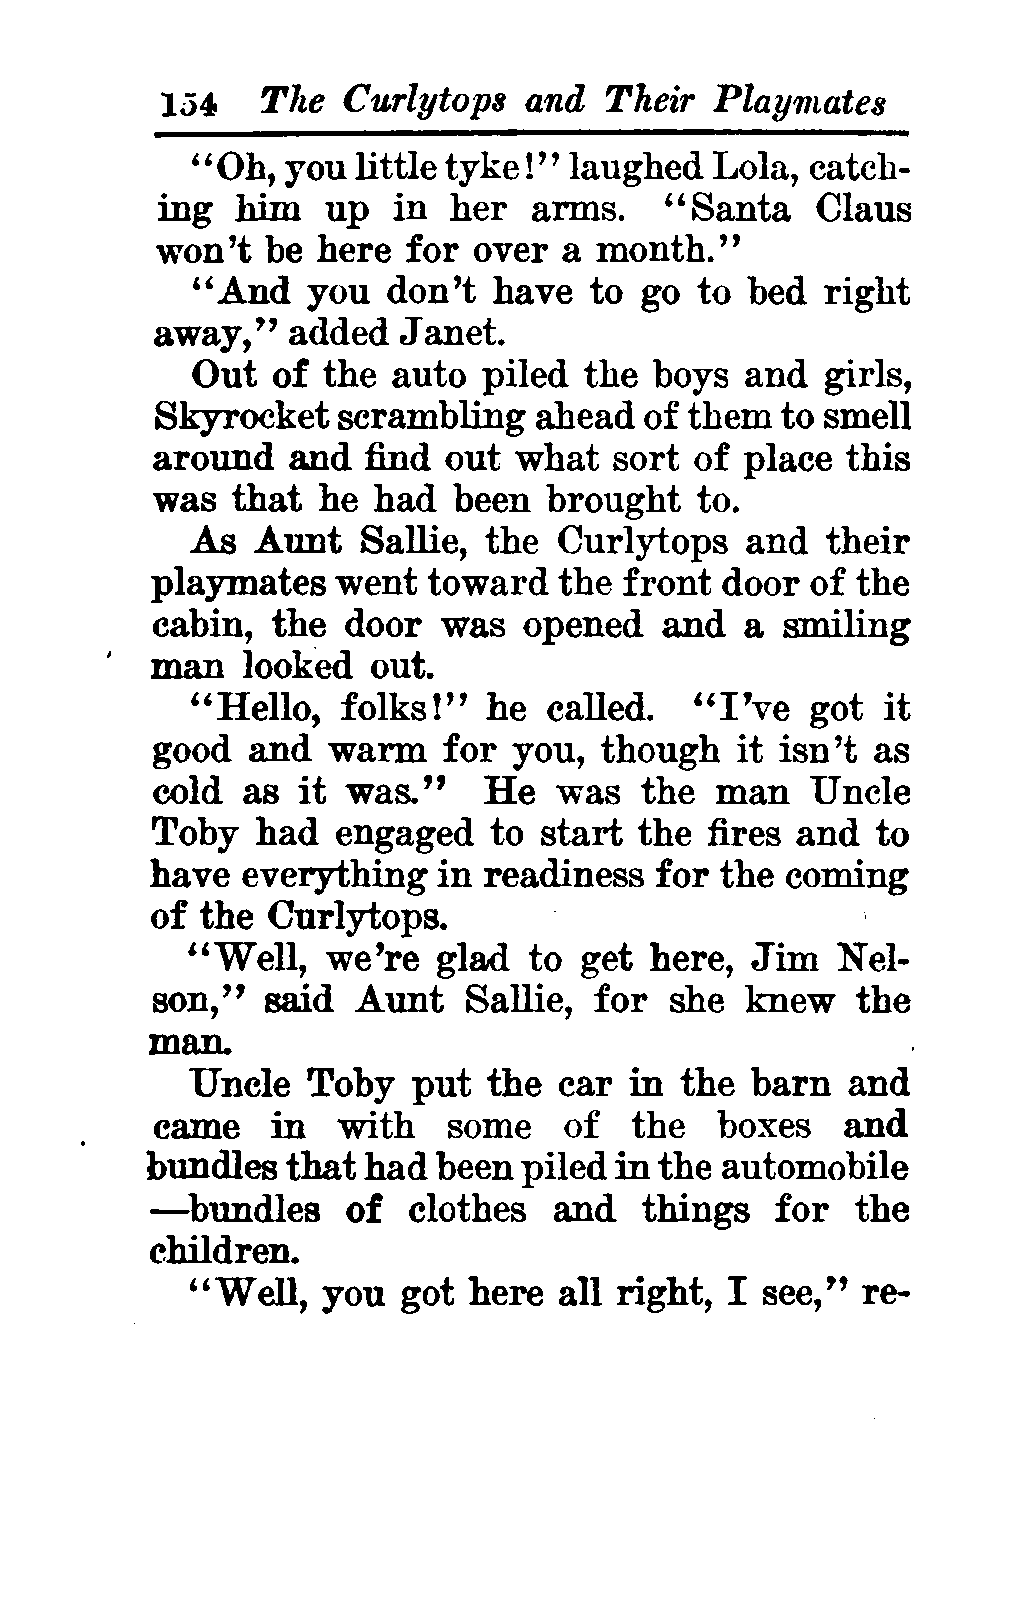 154 The Curlytops and Their Playmates
"Oh, you little tyke!" laughed Lola, catch-
ing him up in her arms. "Santa Claus
won't be here for over a month."
"And you don't have to go to bed right
away," added Janet.
Out of the auto piled the boys and girls,
Skyrocket scrambling ahead of them to smell
around and find out what sort of place this
was that he had been brought to.
As Aunt Sallie, the Curlytops and their
playmates went toward the front door of the
cabin, the door was opened and a smiling
man looked out.
"Hello, folks!" he called. "I've got it
good and warm for you, though it isn't as
cold as it was." He was the man Uncle
Toby had engaged to start the fires and to
have everything in readiness for the coming
of the Curlytops.
"Well, we're glad to get here, Jim Nel-
son," said Aunt Sallie, for she knew the
man.
Uncle Toby put the car in the barn and
came in with some of the boxes and
bundles that had been piled in the automobile
—bundles of clothes and things for the
children.
"Well, you got here all right, I see," re-